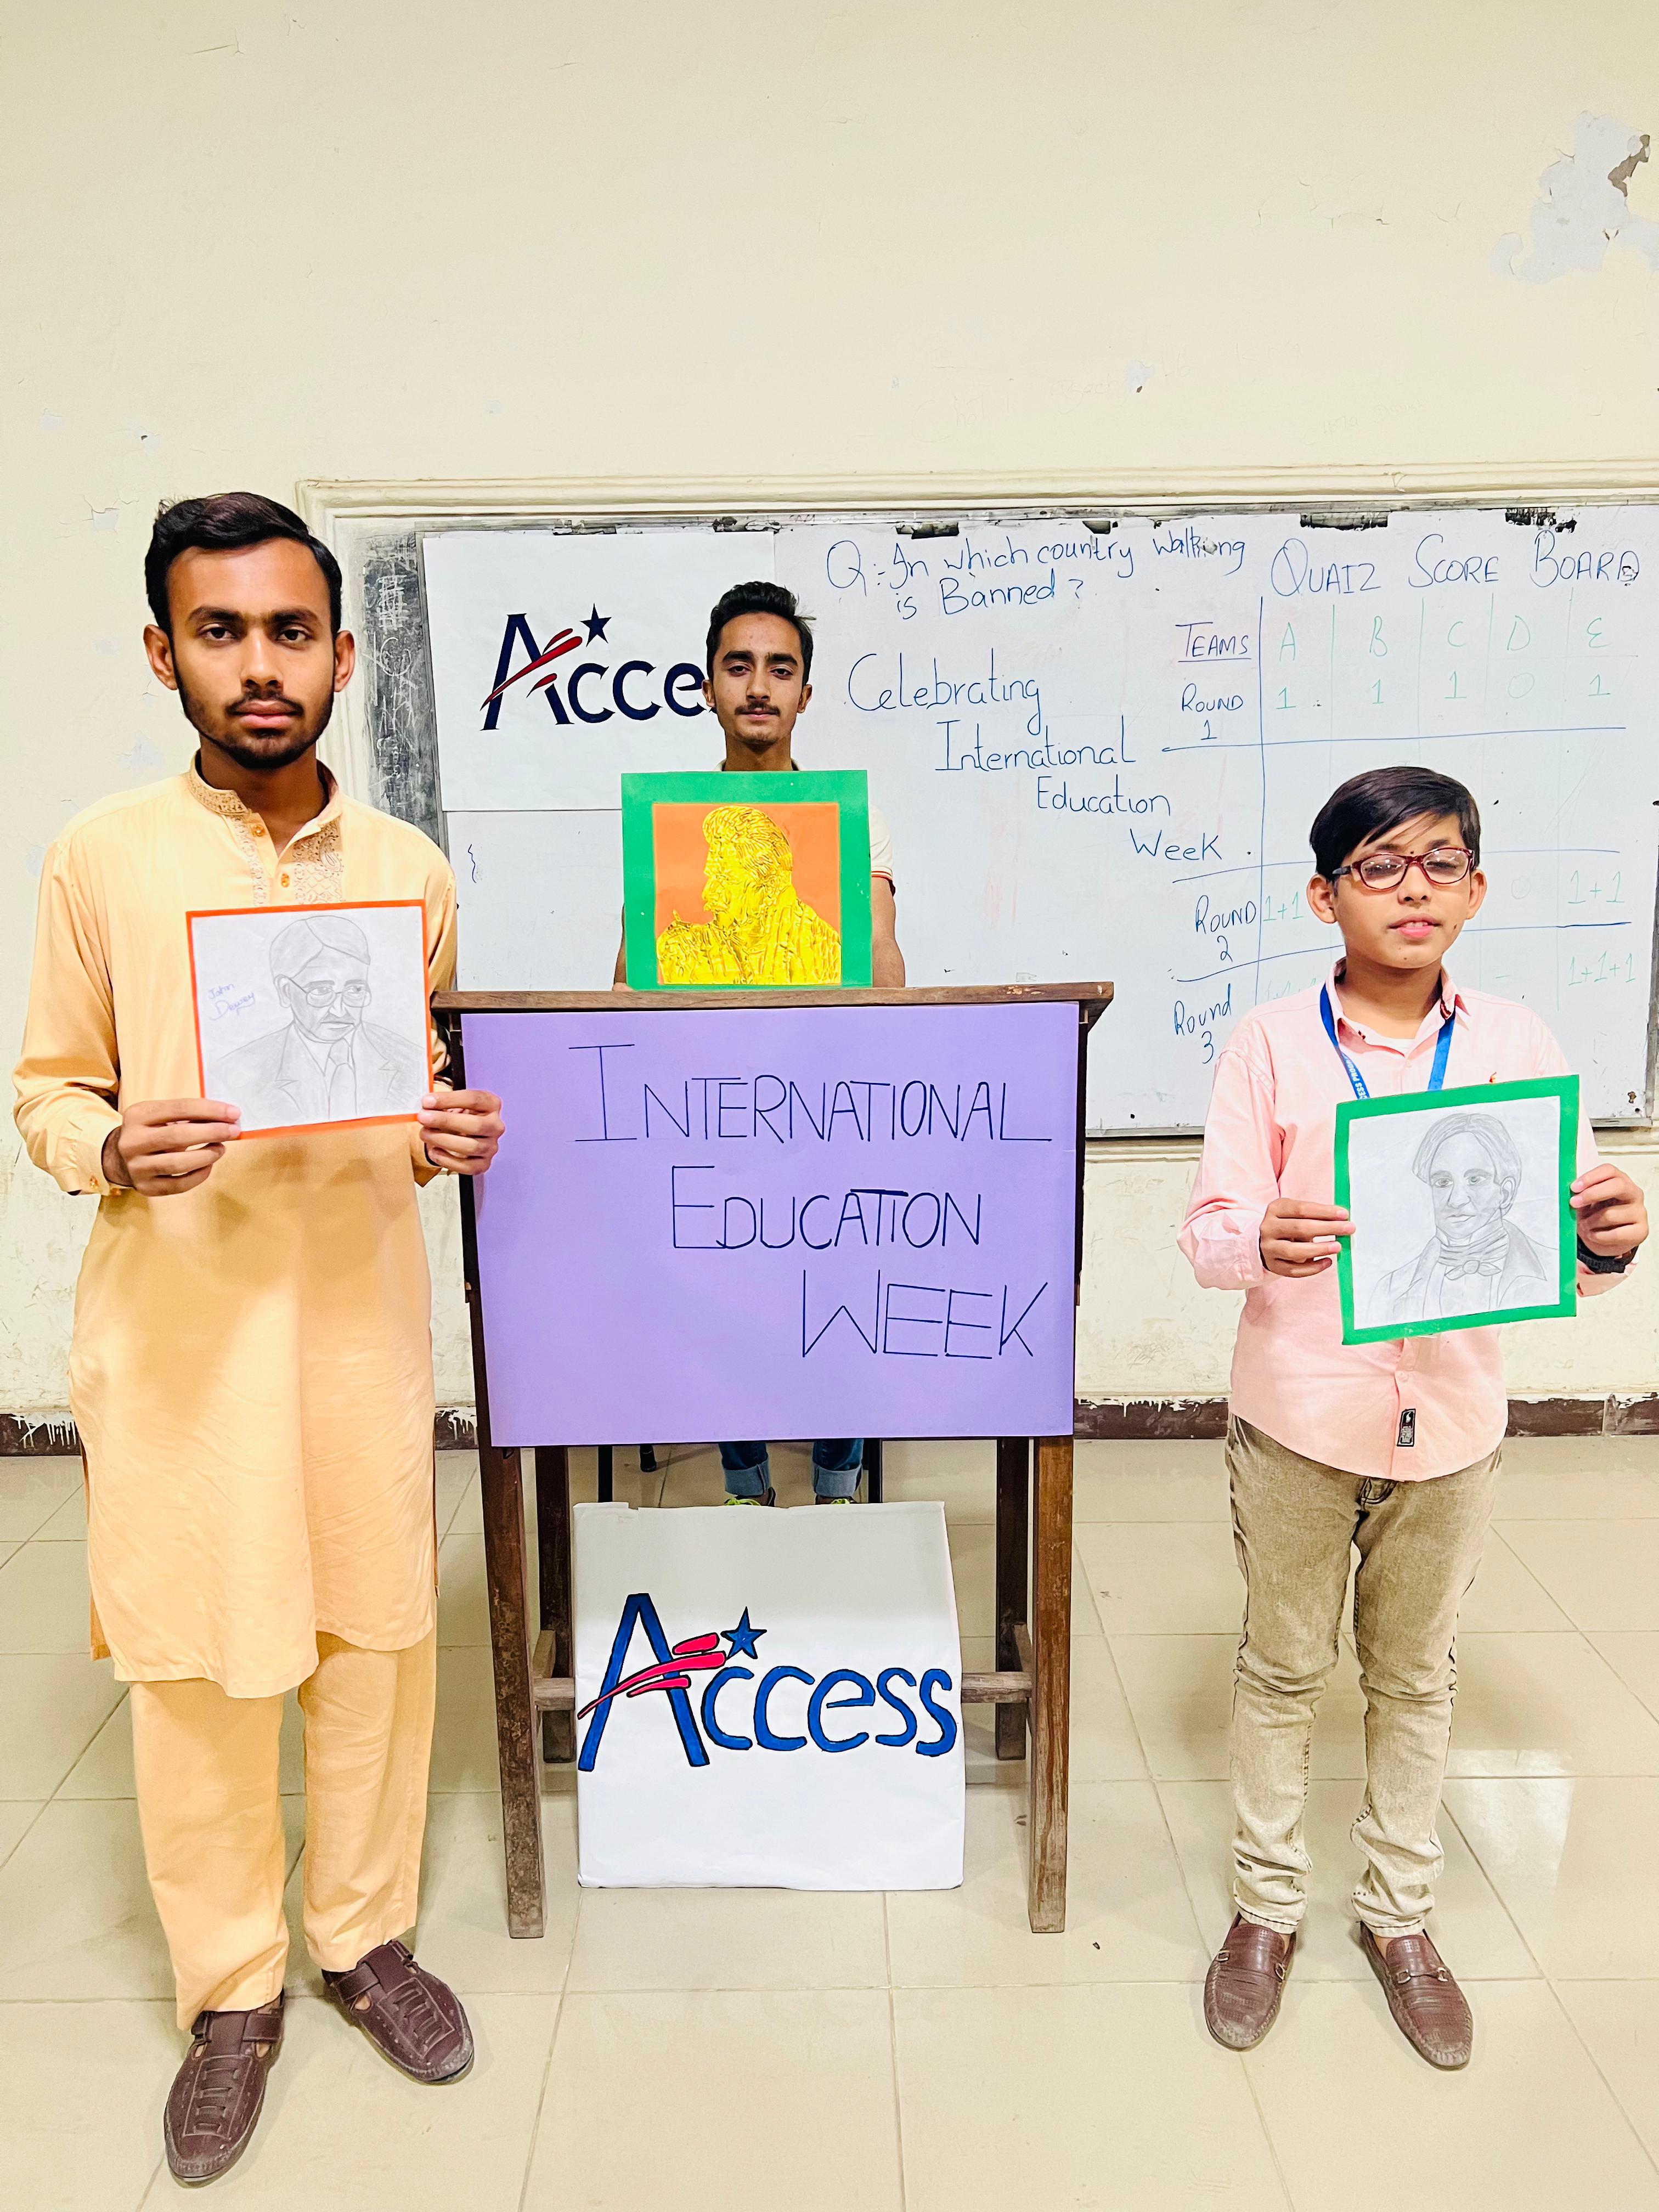 Q:- In which country walking
is Banned?
Celebrating
International
Education
Week.
QUAIZ SCORE BOARD
TEAMS A B C D E
ROUND 1 1 1 0 1
1
ROUND 1+1 0 1+1
2
Round - 1+1+1
3
Access
John
Dewey
INTERNATIONAL
EDUCATION
WEEK
Access